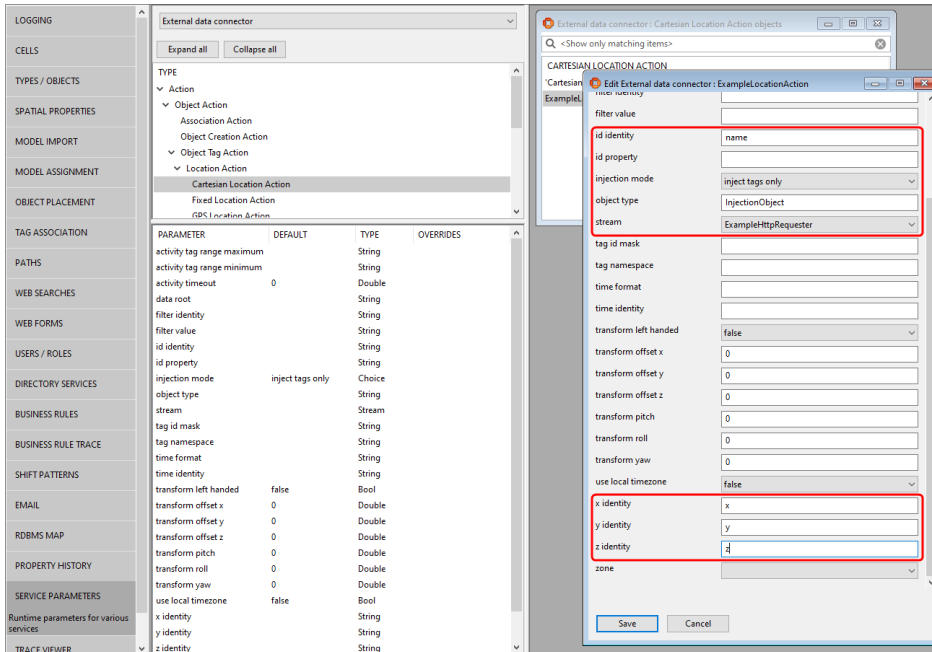 LOGGING
CELLS
TYPES / OBJECTS
SPATIAL PROPERTIES
MODEL IMPORT
MODEL ASSIGNMENT
OBJECT PLACEMENT
TAG ASSOCIATION
PATHS
WEB SEARCHES
WEB FORMS
USERS / ROLES
DIRECTORY SERVICES
BUSINESS RULES
BUSINESS RULE TRACE
SHIFT PATTERNS
EMAIL
RDBMS MAP
PROPERTY HISTORY
SERVICE PARAMETERS
Runtime parameters for various
services
TRACE VIEWER
External data connector
Expand all Collapse all
TYPE
Action
Object Action
Association Action
Object Creation Action
Object Tag Action
Location Action
Cartesian Location Action
Fixed Location Action
GPS Location Action
PARAMETER DEFAULT TYPE OVERRIDES
activity tag range maximum String
activity tag range minimum String
activity timeout 0 Double
data root String
filter identity String
filter value String
id identity String
id property String
injection mode inject tags only Choice
object type String
stream Stream
tag id mask String
tag namespace String
time format String
time identity String
transform left handed false Bool
transform offset x 0 Double
transform offset y 0 Double
transform offset z 0 Double
transform pitch 0 Double
transform roll 0 Double
transform yaw 0 Double
use local timezone false Bool
x identity String
y identity String
z identity String
External data connector : Cartesian Location Action objects
<Show only matching items>
CARTESIAN LOCATION ACTION
'Cartesian
ExampleL
Edit External data connector : ExampleLocationAction
filter identity
filter value
id identity name
id property
injection mode inject tags only
object type InjectionObject
stream ExampleHttpRequester
tag id mask
tag namespace
time format
time identity
transform left handed false
transform offset x 0
transform offset y 0
transform offset z 0
transform pitch 0
transform roll 0
transform yaw 0
use local timezone false
x identity x
y identity y
z identity z
zone
Save Cancel